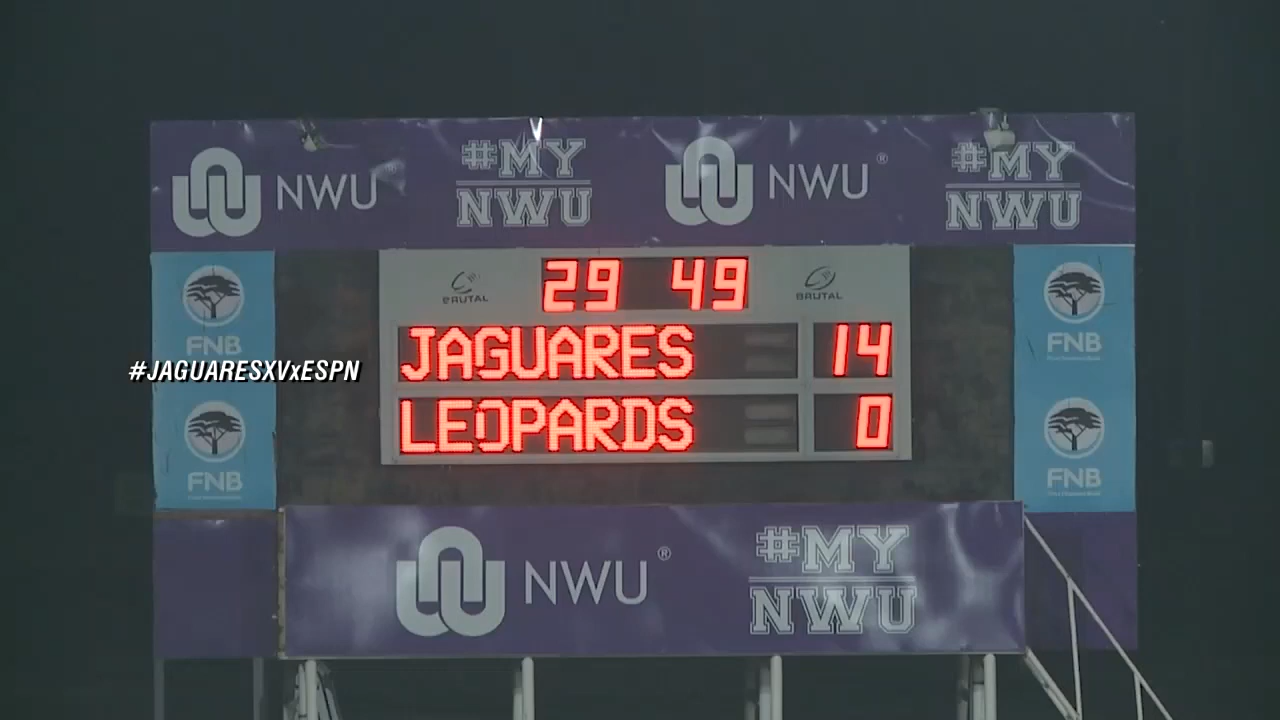 NWU® #MY NWU® #MY
NWU NWU
29 49
BRUTAL BRUTAL
JAGUARES 14
FNB FNB
#JAGUARESXVxESPN
LEOPARDS 0
FNB FNB
NWU® #MY
NWU